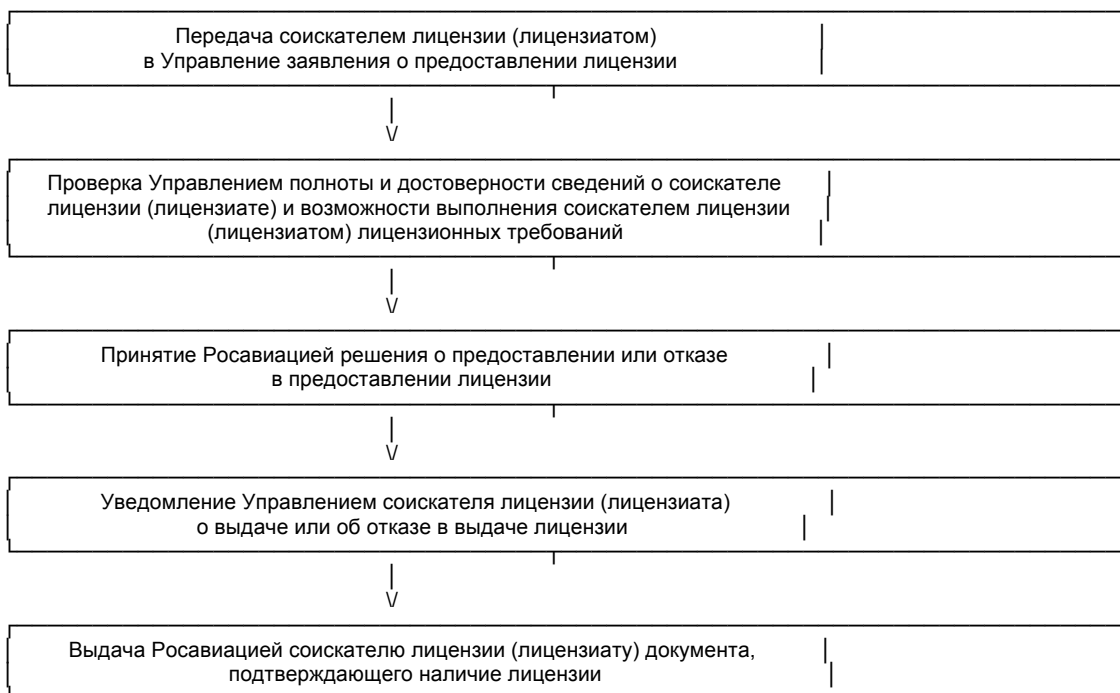 Передача соискателем лицензии (лицензиатом)
в Управление заявления о предоставлении лицензии
Проверка Управлением полноты и достоверности сведений о соискателе
лицензии (лицензиате) и возможности выполнения соискателем лицензии
(лицензиатом) лицензионных требований
Принятие Росавиацией решения о предоставлении или отказе
в предоставлении лицензии
Уведомление Управлением соискателя лицензии (лицензиата)
о выдаче или об отказе в выдаче лицензии
Выдача Росавиацией соискателю лицензии (лицензиату) документа,
подтверждающего наличие лицензии